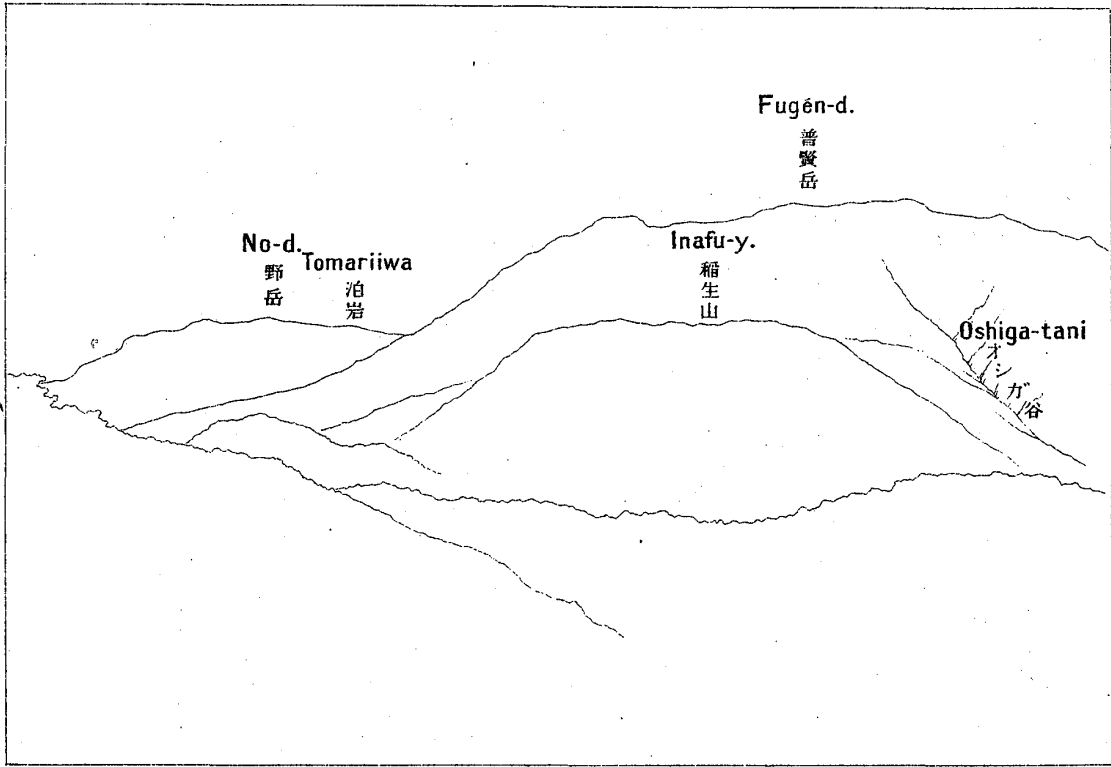 Fugén-d.
普賢岳
No-d.
野岳
Tomariiwa
泊岩
Inafu-y.
稲生山
Oshiga-tani
オシガ谷